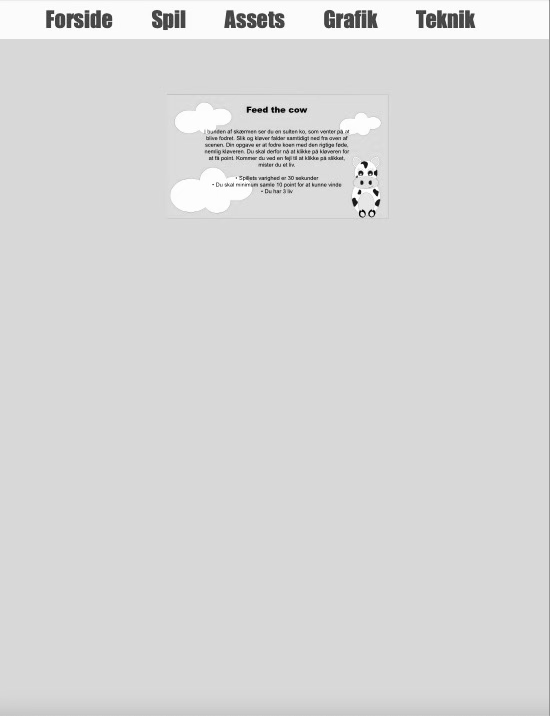 Forside Spil Assets Grafik Teknik
Feed the cow
I bunden af skærmen ser du en sulten ko, som venter på at
blive fodret. Slik og kløver falder samtidigt ned fra oven af
scenen. Din opgave er at fodre koen med den rigtige føde,
nemlig kløveren. Du skal derfor nå at klikke på kløveren for
at få point. Kommer du ved en fejl til at klikke på slikket,
mister du et liv.
• Spillets varighed er 30 sekunder
• Du skal minimum samle 10 point for at kunne vinde
• Du har 3 liv